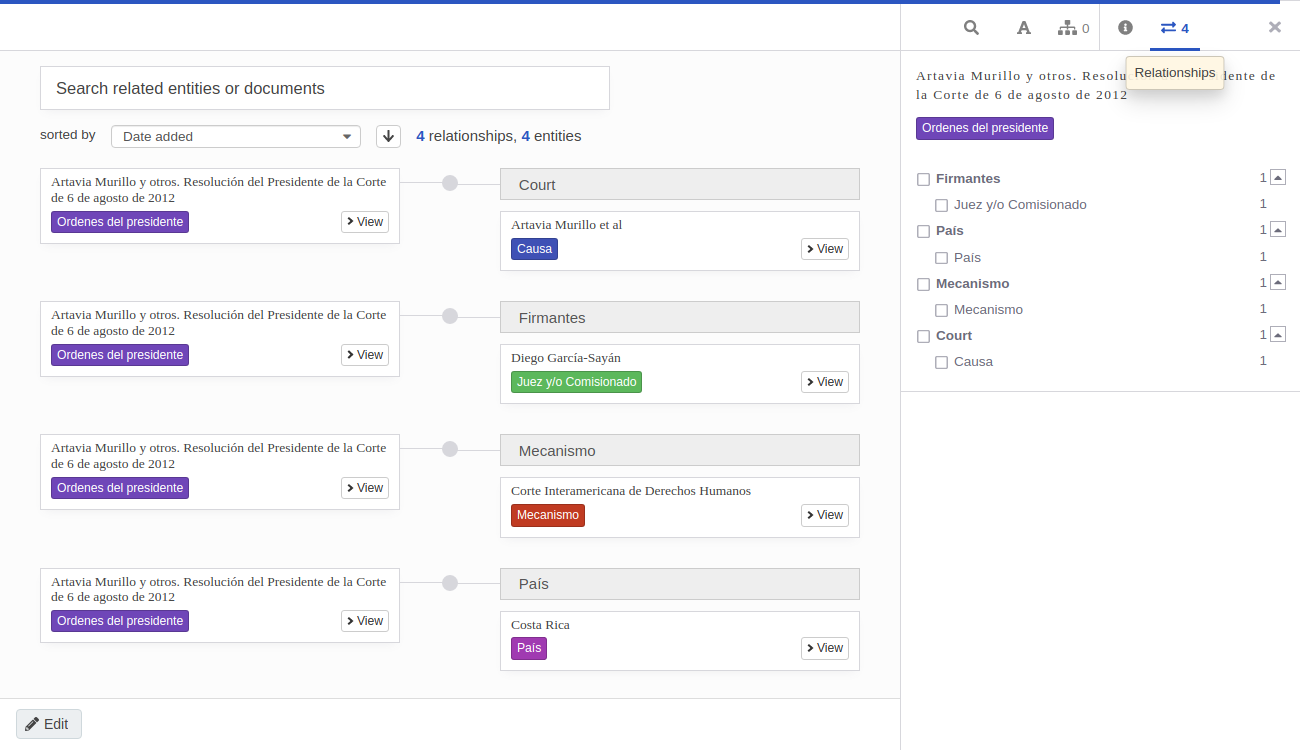 0
4
Search related entities or documents
sorted by
Date added
4 relationships, 4 entities
Artavia Murillo y otros. Resolución del Presidente de la Corte
de 6 de agosto de 2012
Ordenes del presidente
View
Court
Artavia Murillo et al
Causa
View
Artavia Murillo y otros. Resolución del Presidente de la Corte
de 6 de agosto de 2012
Ordenes del presidente
View
Firmantes
Diego García-Sayán
Juez y/o Comisionado
View
Artavia Murillo y otros. Resolución del Presidente de la Corte
de 6 de agosto de 2012
Ordenes del presidente
View
Mecanismo
Corte Interamericana de Derechos Humanos
Mecanismo
View
Artavia Murillo y otros. Resolución del Presidente de la Corte
de 6 de agosto de 2012
Ordenes del presidente
View
País
Costa Rica
País
View
Edit
Relationships
Artavia Murillo y otros. Resolu dente de
la Corte de 6 de agosto de 2012
Ordenes del presidente
Firmantes 1
Juez y/o Comisionado 1
País 1
País 1
Mecanismo 1
Mecanismo 1
Court 1
Causa 1